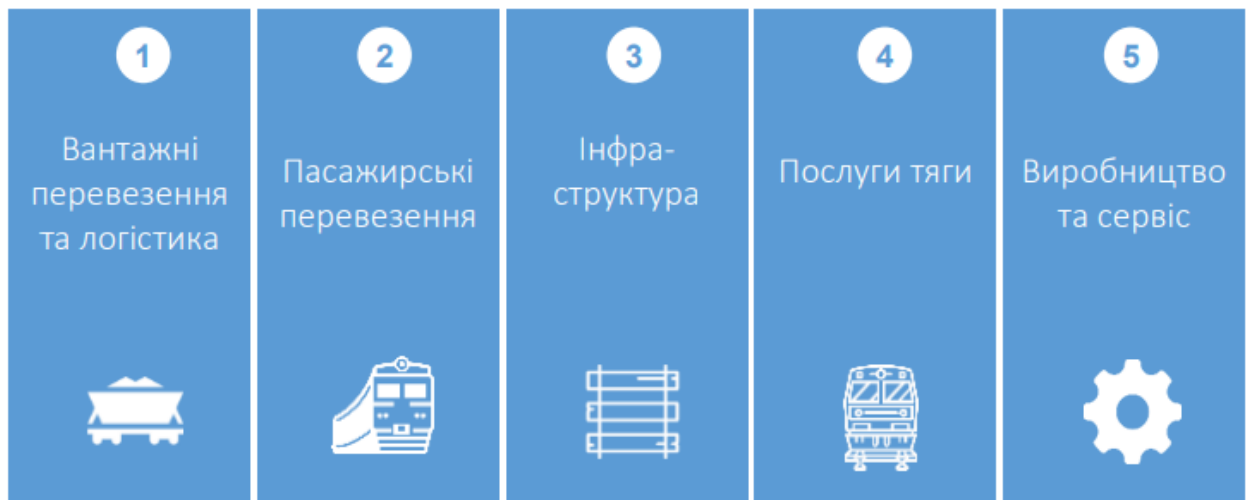 1
Вантажні
перевезення
та логістика
2
Пасажирські
перевезення
3
Інфра-
структура
4
Послуги тяги
5
Виробництво
та сервіс